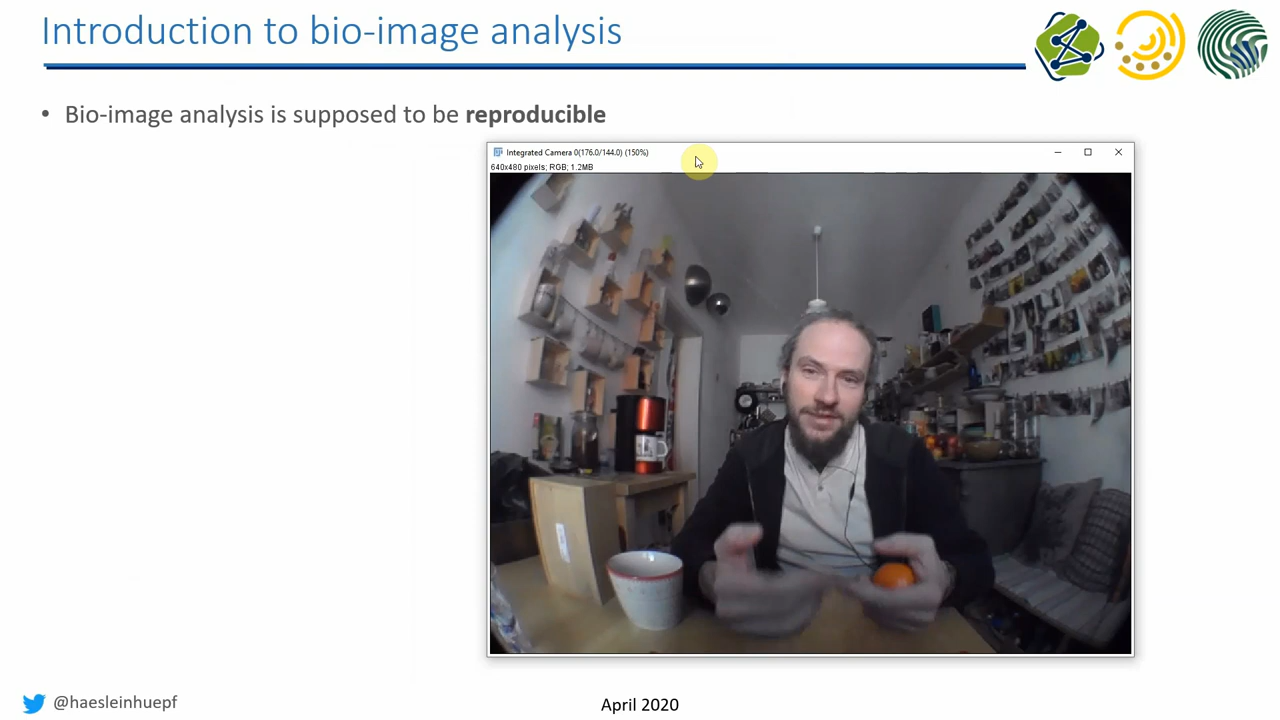 Introduction to bio-image analysis
• Bio-image analysis is supposed to be reproducible
Integrated Camera 0(176.0/144.0) (150%)
640x480 pixels; RGB; 1.2MB
@haesleinhuepf
April 2020